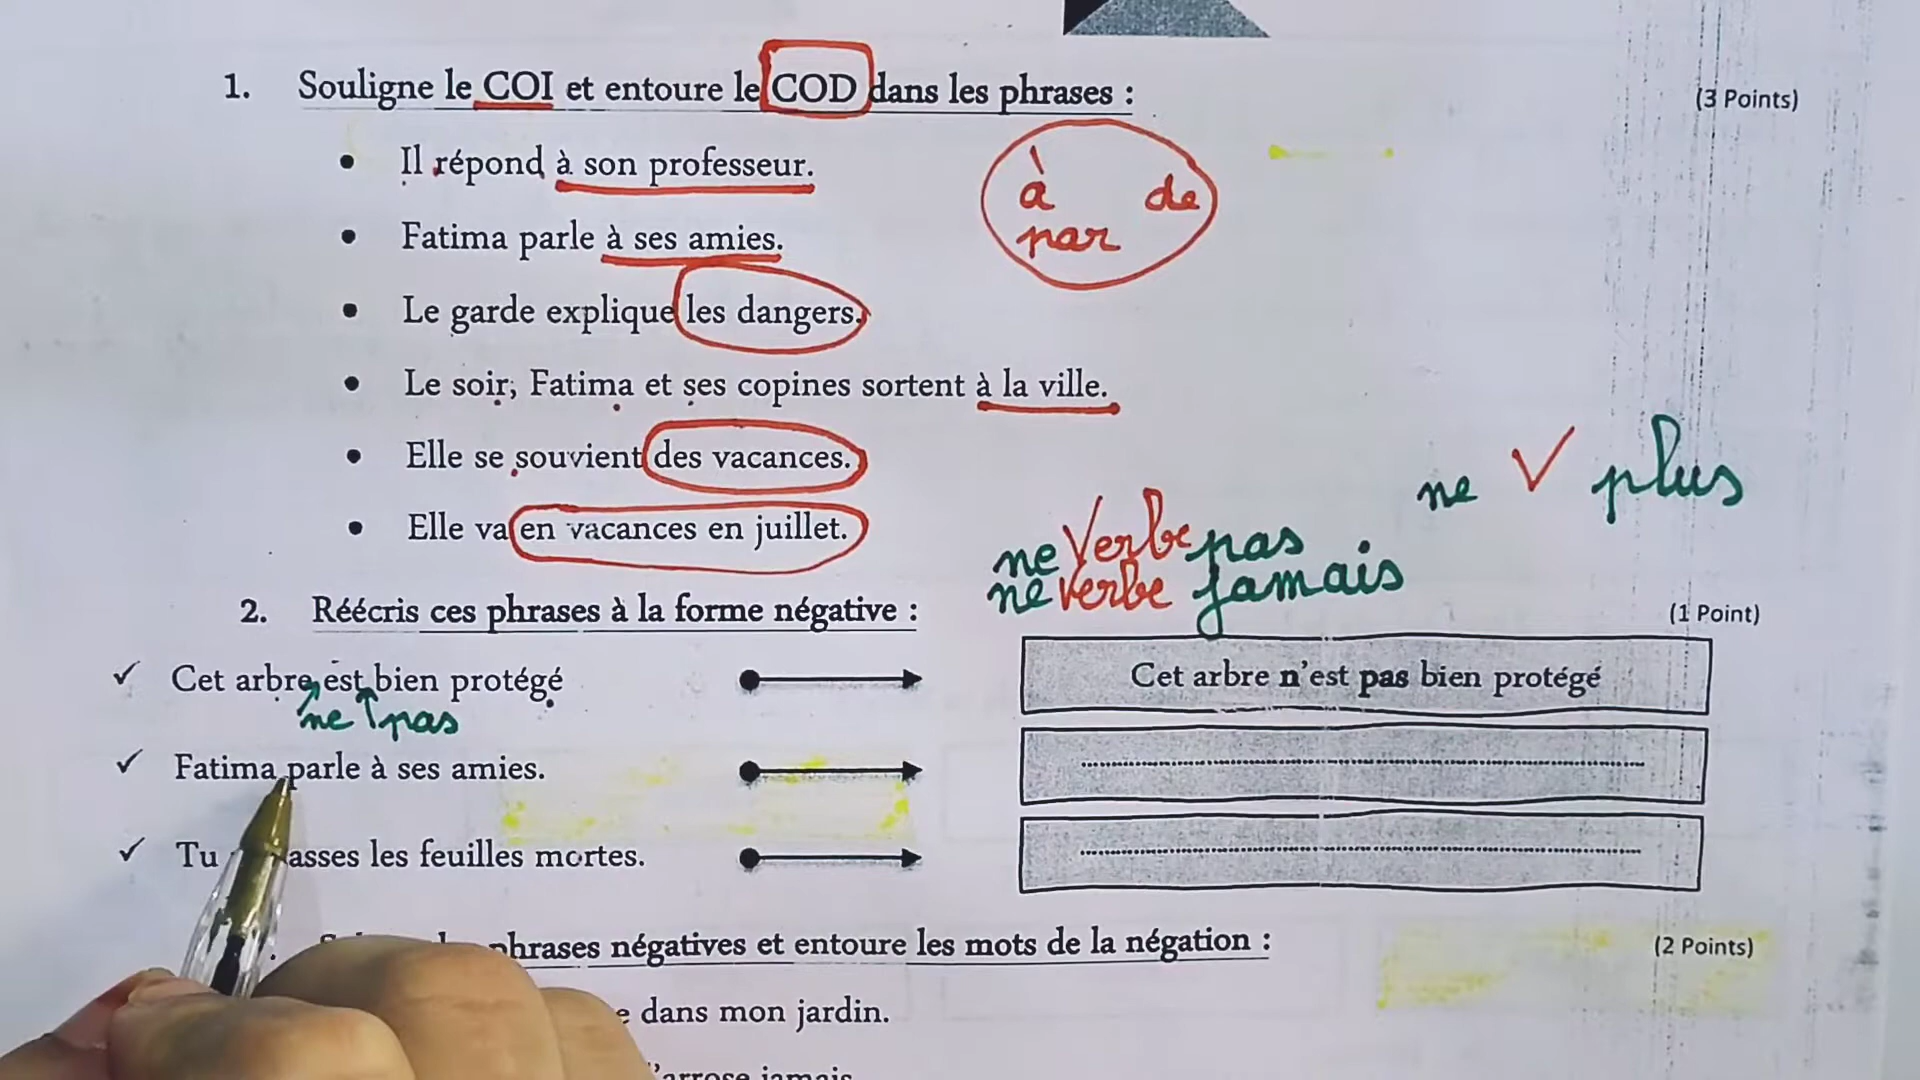 1. Souligne le COI et entoure le COD dans les phrases :
(3 Points)
• Il répond à son professeur.
à de
par
• Fatima parle à ses amies.
• Le garde explique les dangers.
• Le soir, Fatima et ses copines sortent à la ville.
• Elle se souvient des vacances.
ne V plus
• Elle va en vacances en juillet.
ne Verbe pas
ne Verbe jamais
2. Réécris ces phrases à la forme négative :
(1 Point)
✓ Cet arbre est bien protégé
ne pas
Cet arbre n'est pas bien protégé
✓ Fatima parle à ses amies.
✓ Tu les feuilles mortes.
phrases négatives et entoure les mots de la négation :
(2 Points)
dans mon jardin.
jamais